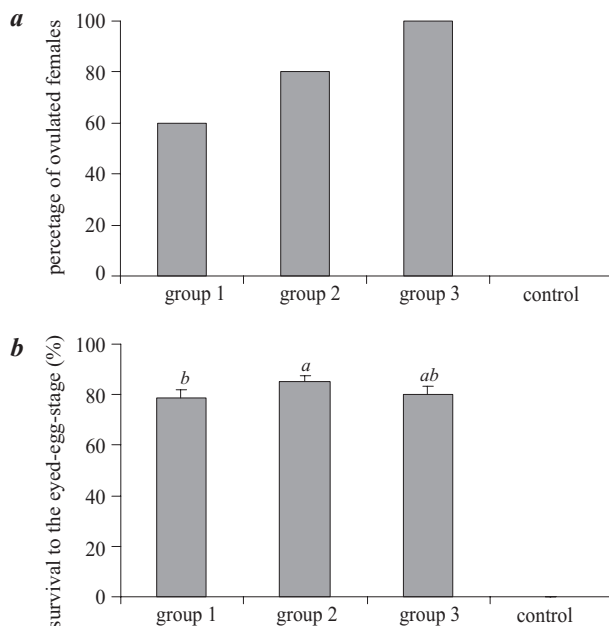 a
percetage of ovulated females
100
80
60
40
20
0
group 1
group 2
group 3
control
b
survival to the eyed-egg-stage (%)
100
80
60
40
20
0
b
a
ab
group 1
group 2
group 3
control